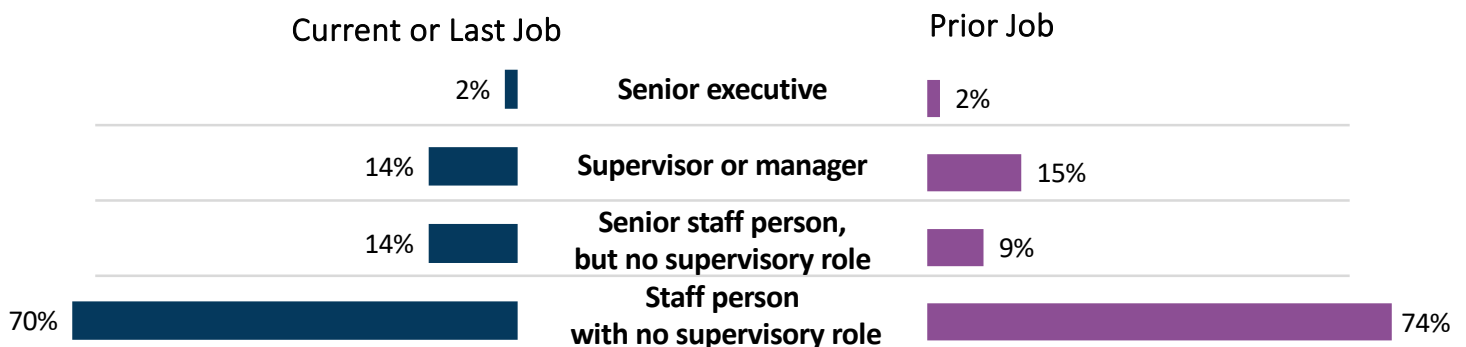 Current or Last Job
Prior Job
2%
Senior executive
2%
14%
Supervisor or manager
15%
14%
Senior staff person,
but no supervisory role
9%
70%
Staff person
with no supervisory role
74%